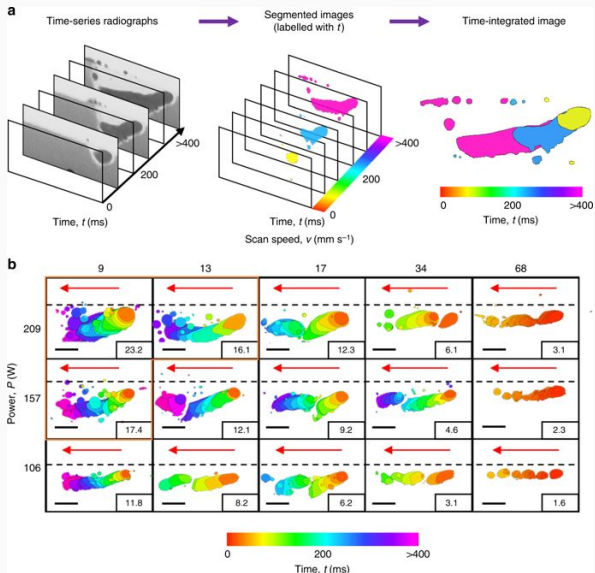 a
Time-series radiographs
Segmented images
(labelled with t)
Time-integrated image
>400
200
0
Time, t (ms)
>400
200
0
Time, t (ms)
0 200 >400
Time, t (ms)
Scan speed, v (mm s⁻¹)
b
9 13 17 34 68
209
23.2 16.1 12.3 6.1 3.1
Power, P (W)
157
17.4 12.1 9.2 4.6 2.3
106
11.8 8.2 6.2 3.1 1.6
0 200 >400
Time, t (ms)